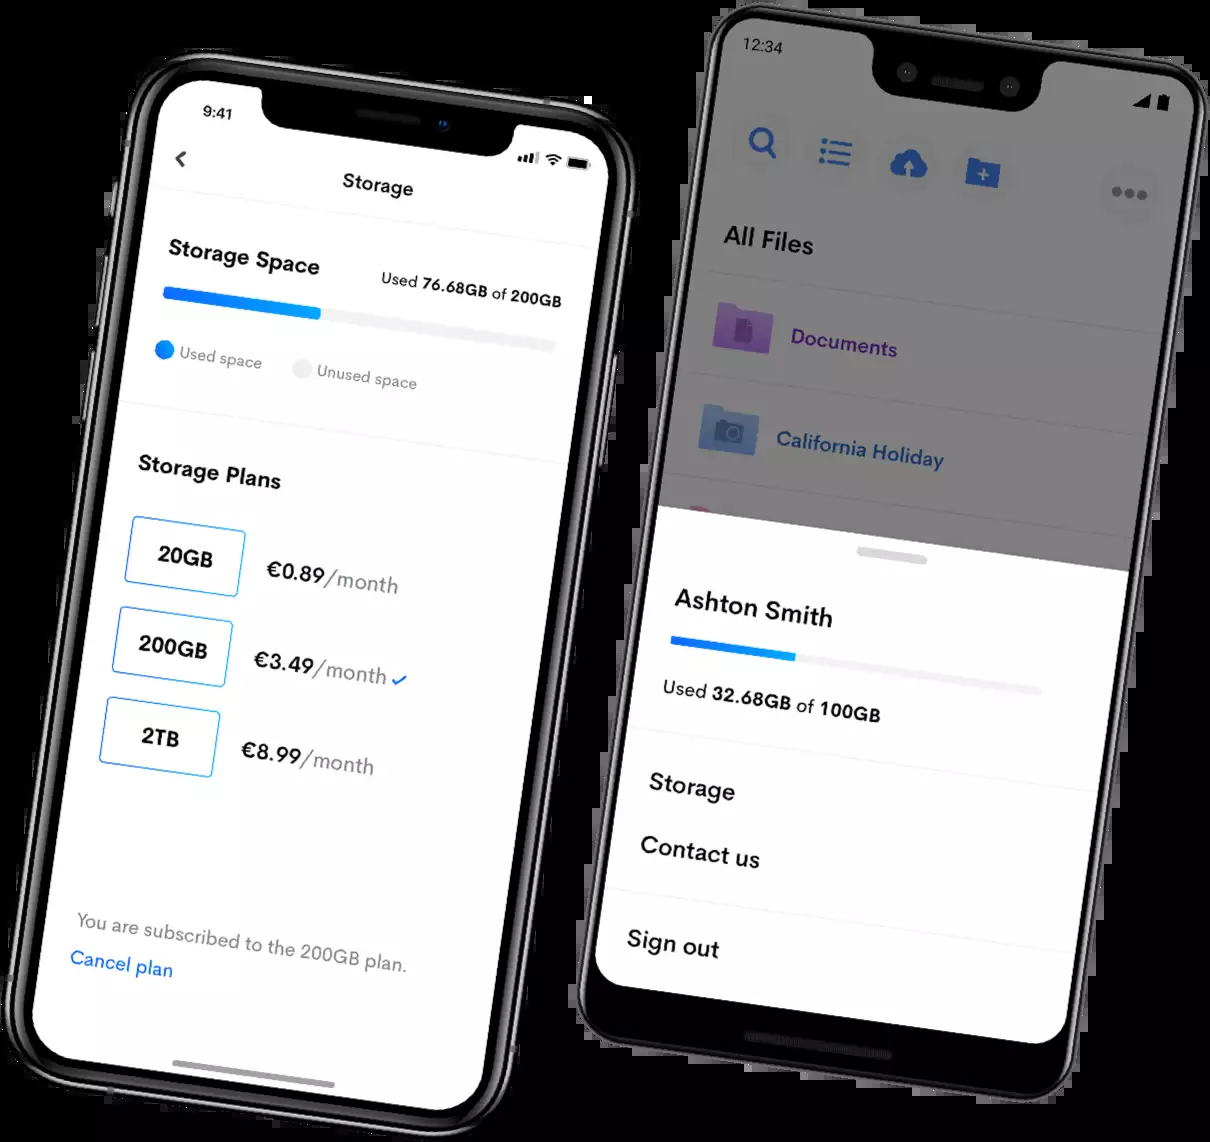 9:41
Storage
Storage Space
Used 76.68GB of 200GB
Used space
Unused space
Storage Plans
20GB
€0.89/month
200GB
€3.49/month
2TB
€8.99/month
You are subscribed to the 200GB plan.
Cancel plan
12:34
All Files
Documents
California Holiday
Ashton Smith
Used 32.68GB of 100GB
Storage
Contact us
Sign out